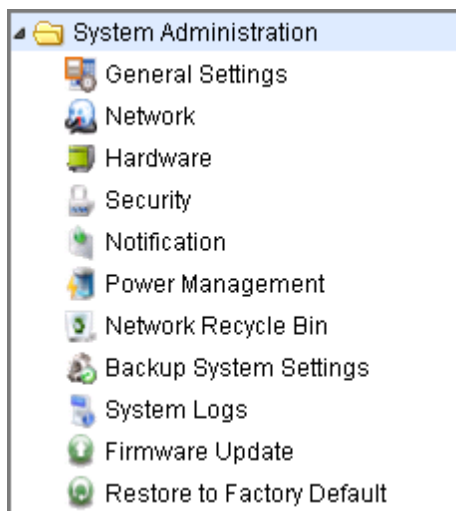 System Administration
General Settings
Network
Hardware
Security
Notification
Power Management
Network Recycle Bin
Backup System Settings
System Logs
Firmware Update
Restore to Factory Default